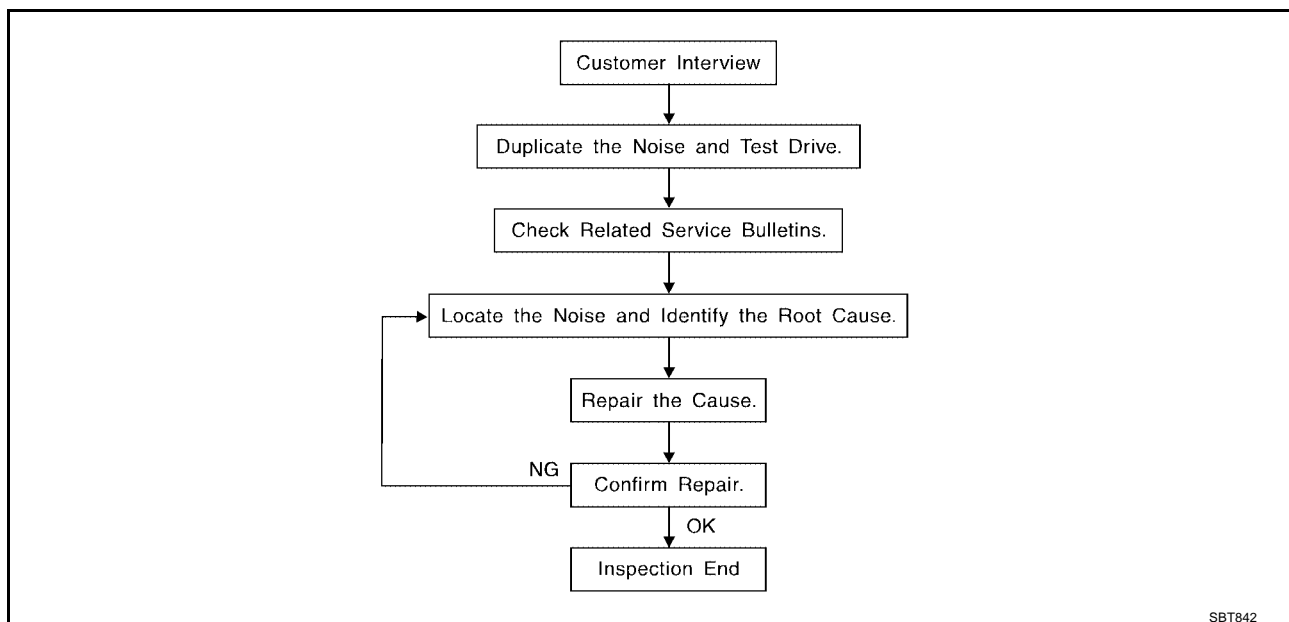 Customer Interview
Duplicate the Noise and Test Drive.
Check Related Service Bulletins.
Locate the Noise and Identify the Root Cause.
Repair the Cause.
NG
Confirm Repair.
OK
Inspection End
SBT842